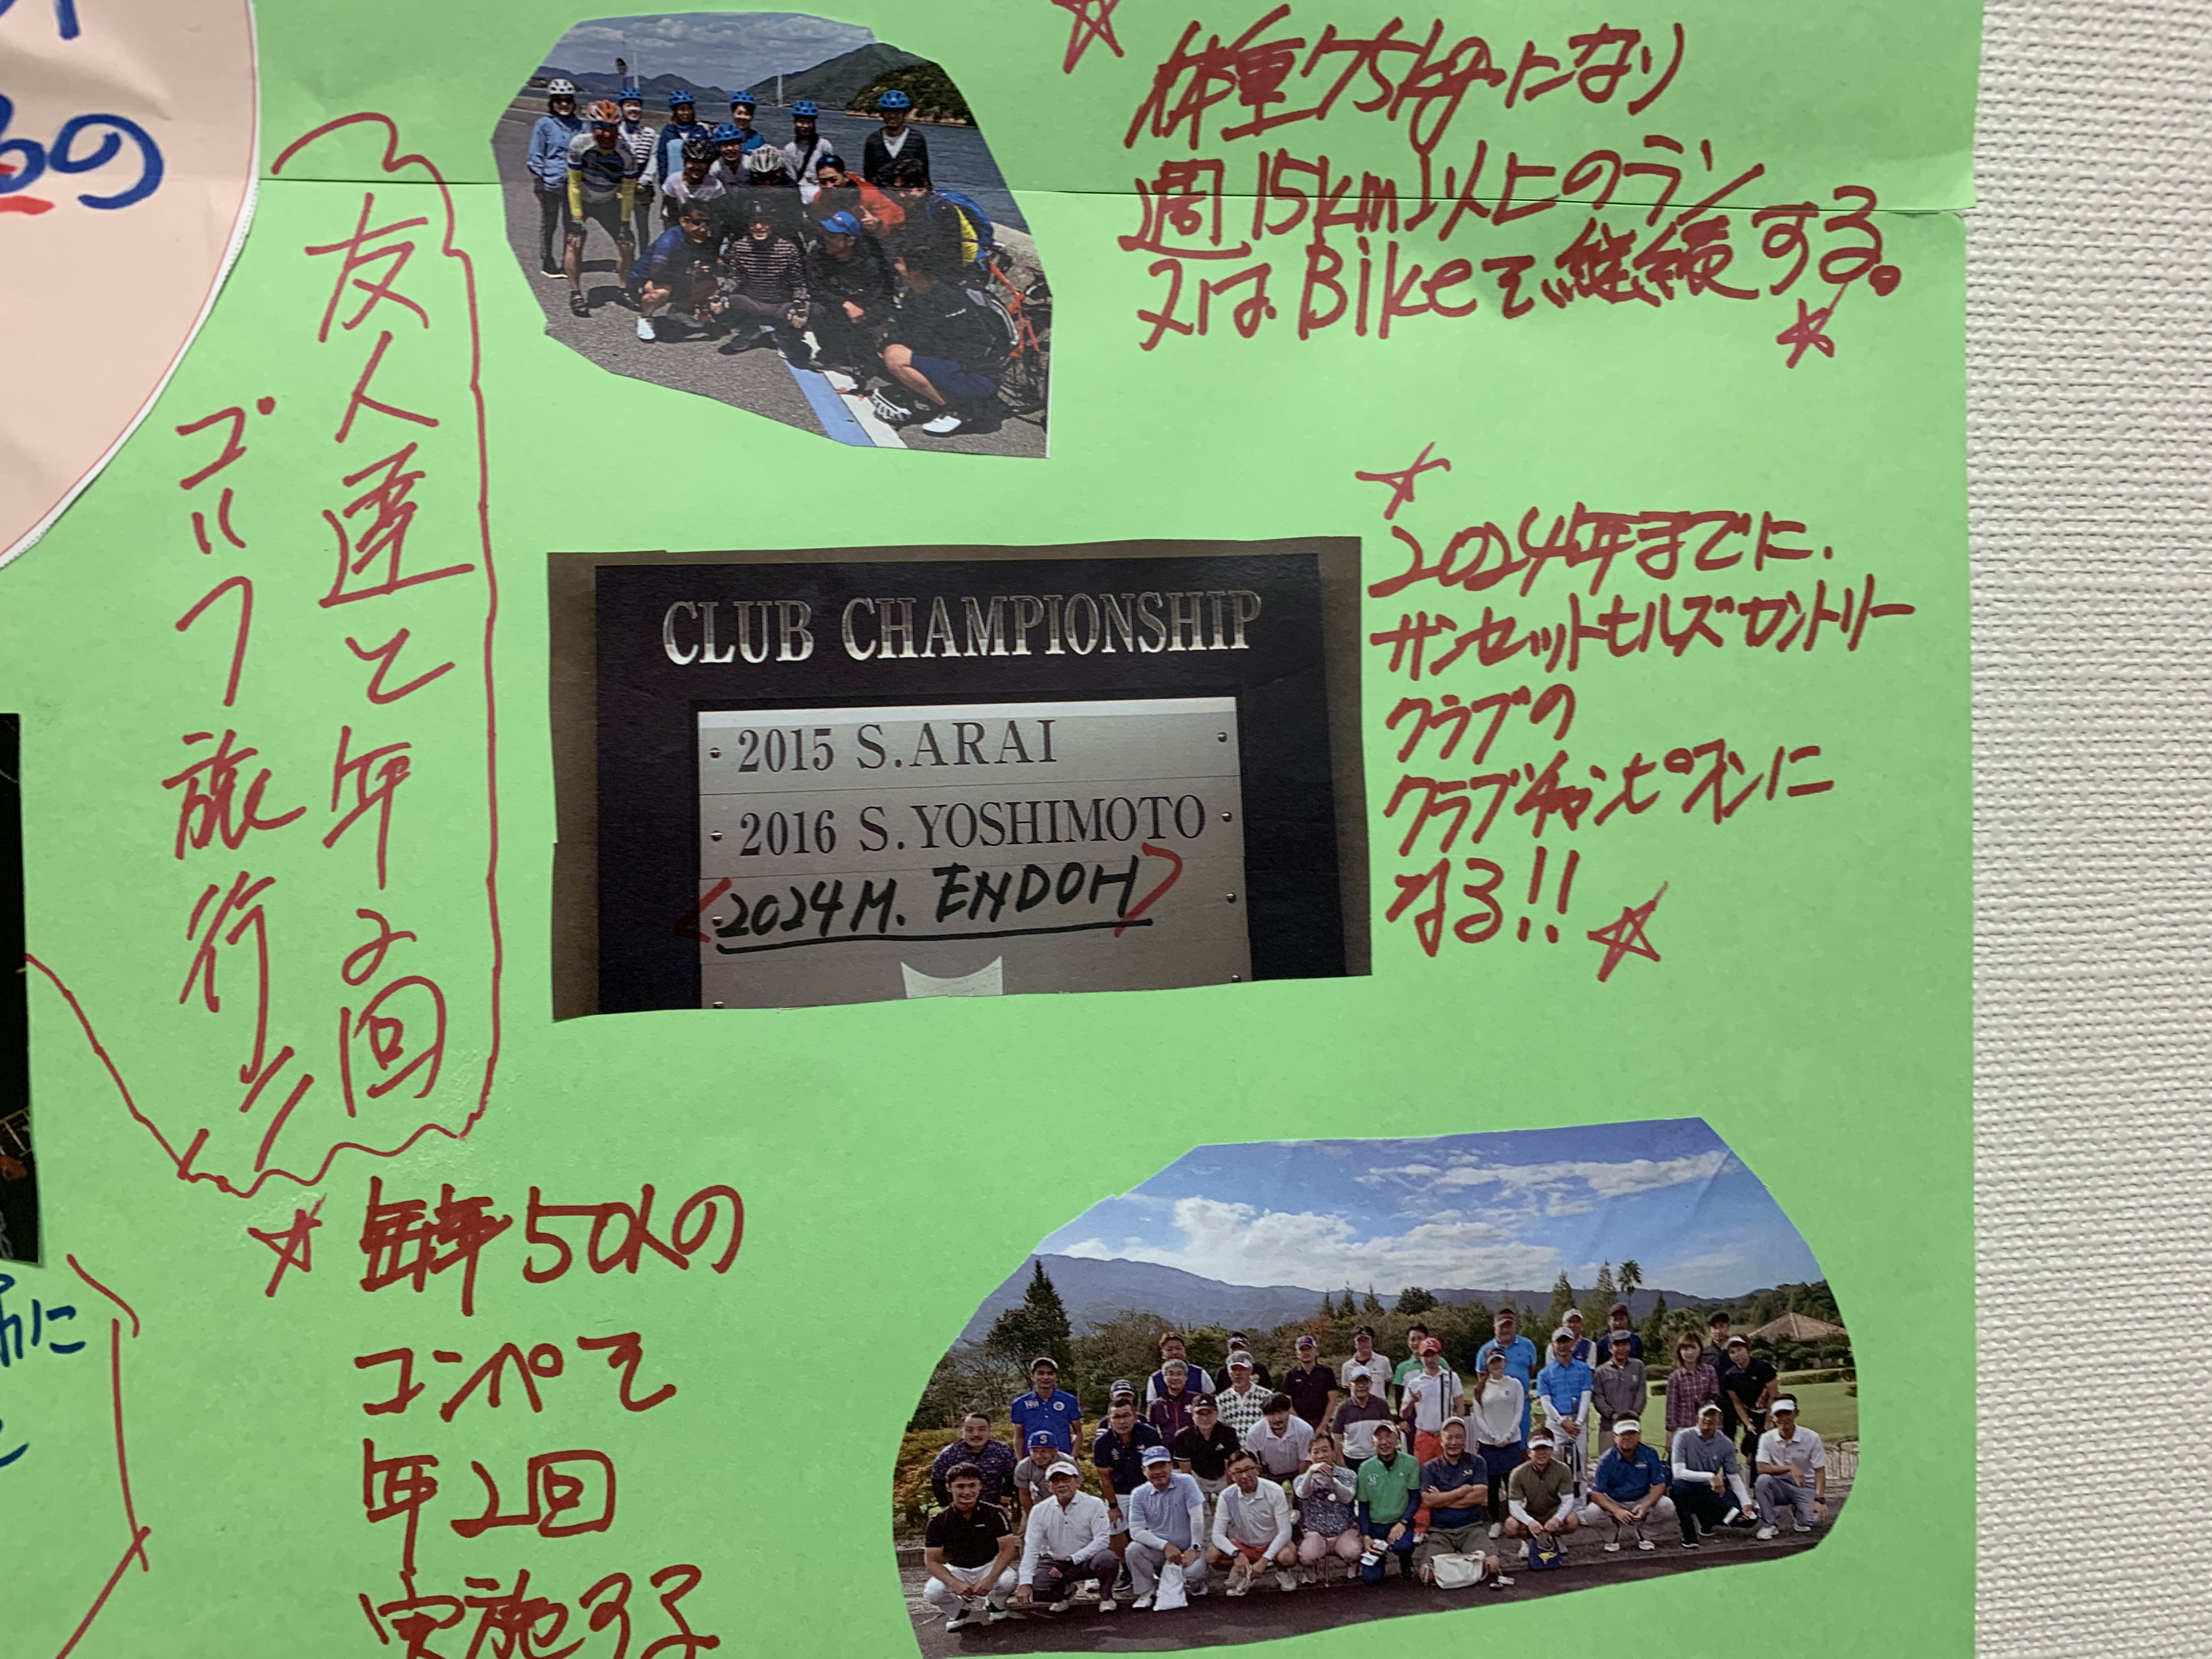 の
体重75kgになり
週15km以上のラン
又はBikeを継続する。
友人達と年2回
ゴルフ旅行!!
2024年までに、
サンセットヒルズカントリー
クラブの
クラブチャンピオンに
なる!!
CLUB CHAMPIONSHIP
2015 S.ARAI
2016 S.YOSHIMOTO
2024 M. ENDOH
毎年50人の
コンペを
年2回
実施する
に